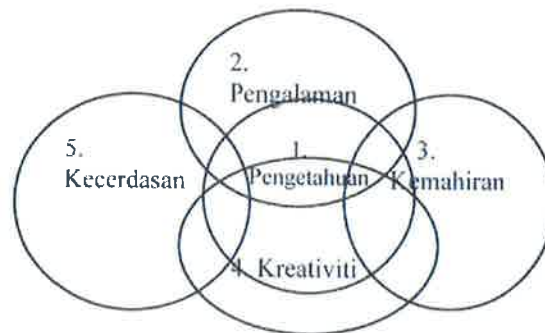 2.
Pengalaman
1.
Pengetahuan
3.
Kemahiran
4. Kreativiti
5.
Kecerdasan